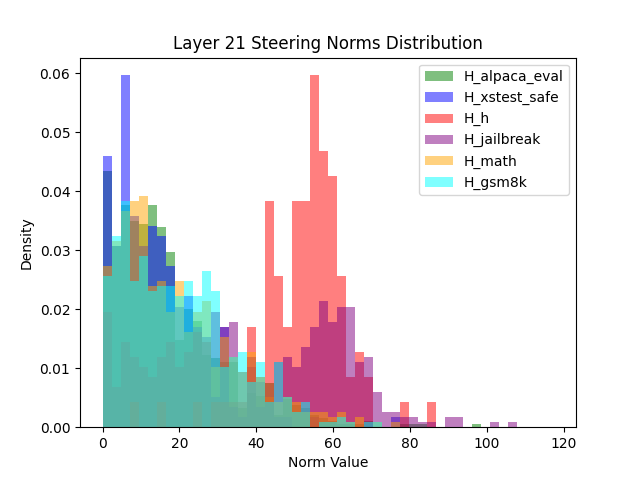 Layer 21 Steering Norms Distribution
H_alpaca_eval
H_xstest_safe
H_h
H_jailbreak
H_math
H_gsm8k
0.06
0.05
0.04
0.03
0.02
0.01
0.00
Density
0
20
40
60
80
100
120
Norm Value